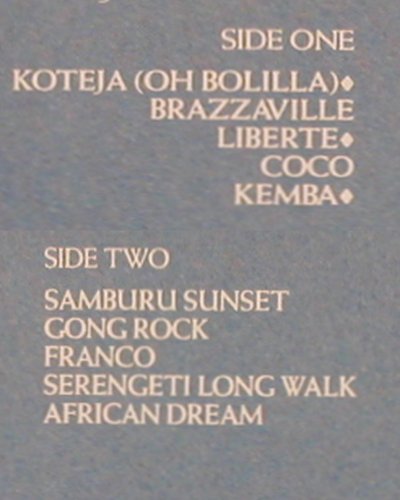 SIDE ONE
KOTEJA (OH BOLILLA)♦
BRAZZAVILLE
LIBERTE♦
COCO
KEMBA♦
SIDE TWO
SAMBURU SUNSET
GONG ROCK
FRANCO
SERENGETI LONG WALK
AFRICAN DREAM